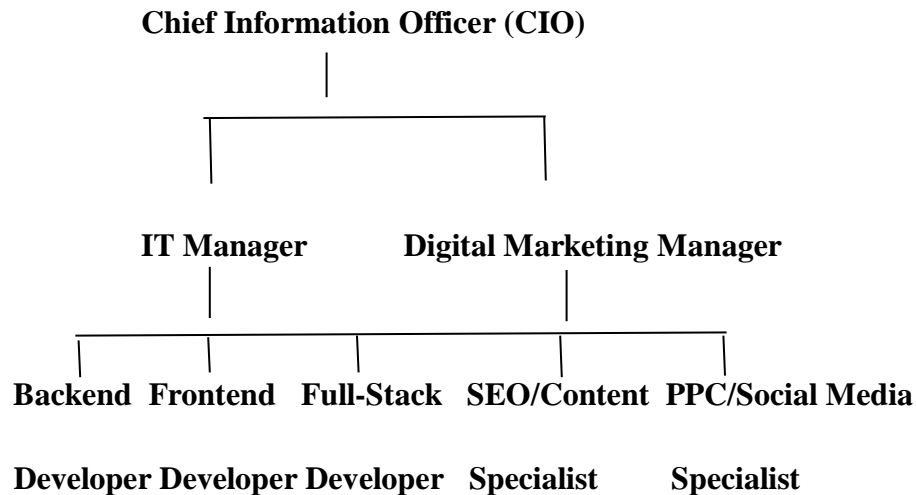 Chief Information Officer (CIO)
IT Manager Digital Marketing Manager
Backend Frontend Full-Stack SEO/Content PPC/Social Media
Developer Developer Developer Specialist Specialist